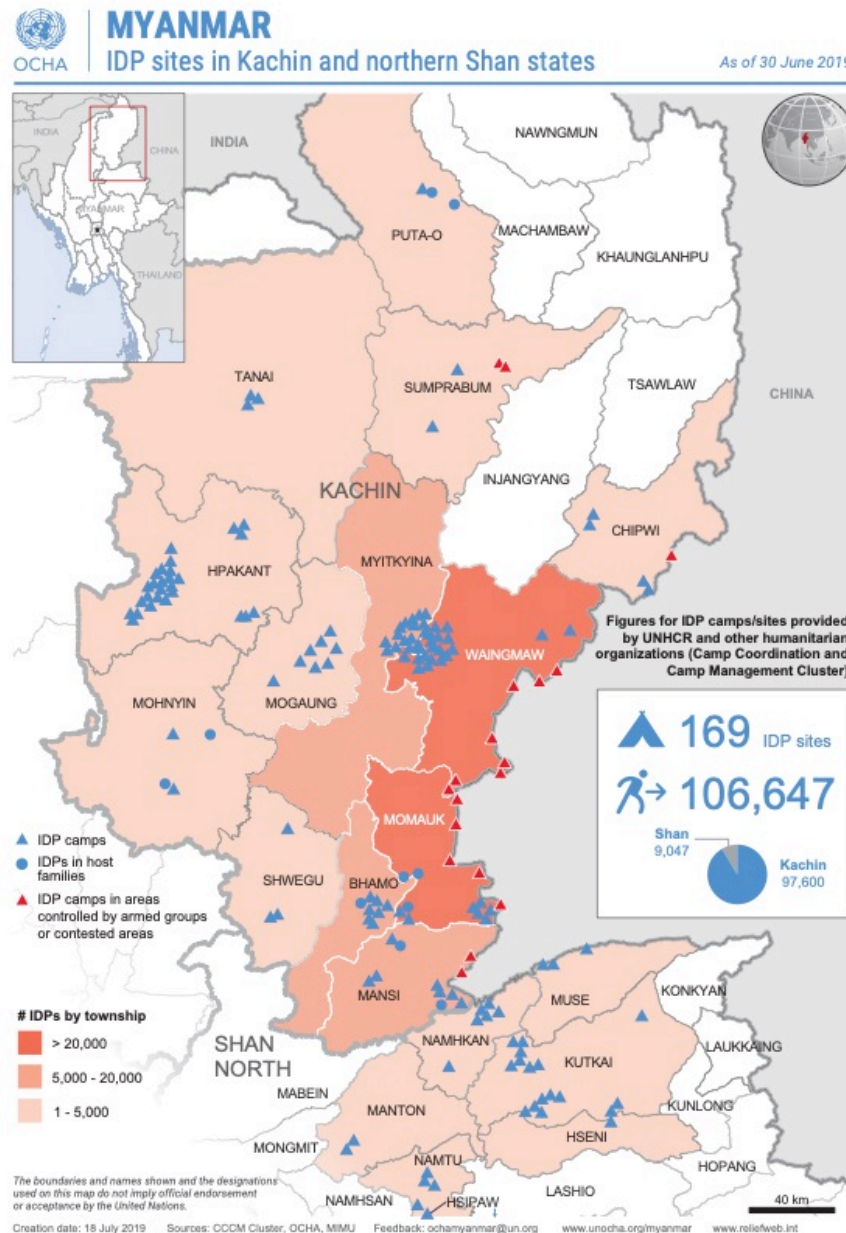 OCHA
MYANMAR
IDP sites in Kachin and northern Shan states
As of 30 June 2019
INDIA
CHINA
MYANMAR
THAILAND
INDIA
NAWNGMUN
PUTA-O
MACHAMBAW
KHAUNGLANHPU
TANAI
SUMPRABUM
TSAWLAW
CHINA
KACHIN
INJANGYANG
CHIPWI
MYITKYINA
HPAKANT
WAINGMAW
MOGAUNG
MOHNYIN
Figures for IDP camps/sites provided
by UNHCR and other humanitarian
organizations (Camp Coordination and
Camp Management Cluster)
169 IDP sites
106,647
Shan
9,047
Kachin
97,600
MOMAUK
IDP camps
IDPs in host
families
IDP camps in areas
controlled by armed groups
or contested areas
SHWEGU
BHAMO
MANSI
# IDPs by township
> 20,000
5,000 - 20,000
1 - 5,000
SHAN
NORTH
MUSE
KONKYAN
NAMHKAN
KUTKAI
LAUKKAING
MABEIN
MANTON
KUNLONG
HSENI
MONGMIT
NAMTU
HOPANG
NAMHSAN
HSIPAW
LASHIO
40 km
The boundaries and names shown and the designations
used on this map do not imply official endorsement
or acceptance by the United Nations.
Creation date: 18 July 2019 Sources: CCCM Cluster, OCHA, MIMU Feedback: ochamyanmar@un.org www.unocha.org/myanmar www.reliefweb.int